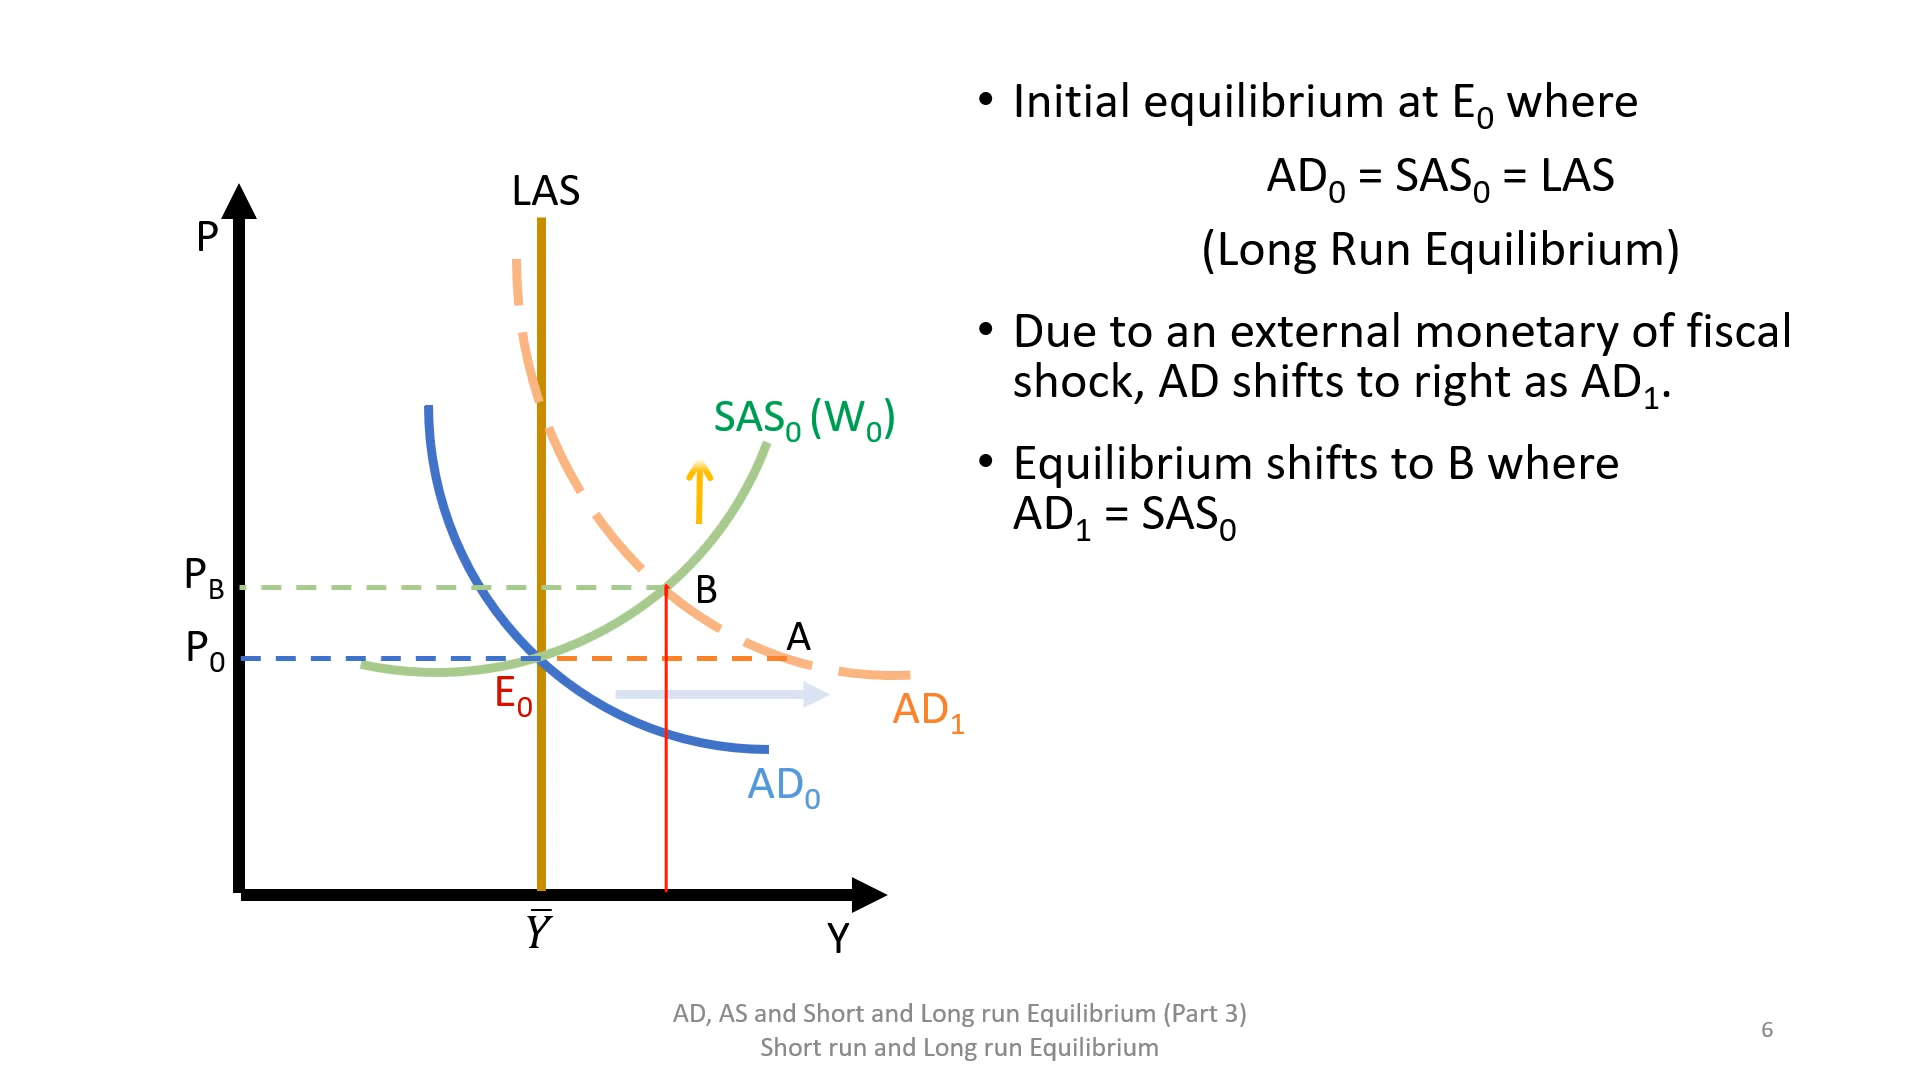 LAS
P
SAS₀ (W₀)
P_B
B
P₀
A
E₀
AD₁
AD₀
Y̅
Y
• Initial equilibrium at E₀ where
AD₀ = SAS₀ = LAS
(Long Run Equilibrium)
• Due to an external monetary of fiscal
shock, AD shifts to right as AD₁.
• Equilibrium shifts to B where
AD₁ = SAS₀
AD, AS and Short and Long run Equilibrium (Part 3)
Short run and Long run Equilibrium
6